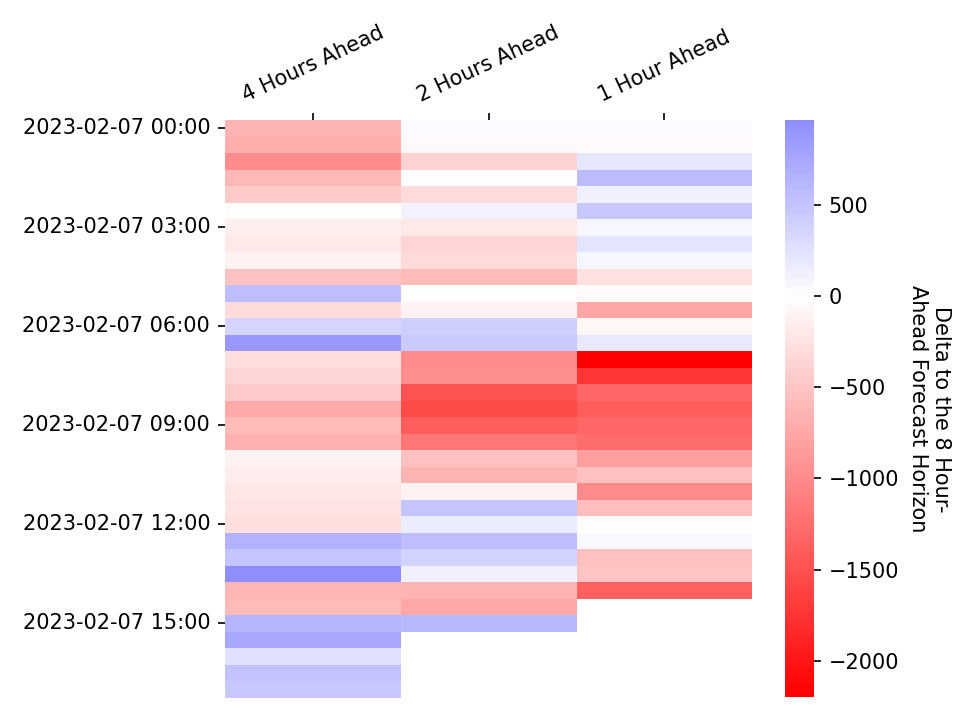 4 Hours Ahead
2 Hours Ahead
1 Hour Ahead
2023-02-07 00:00
2023-02-07 03:00
2023-02-07 06:00
2023-02-07 09:00
2023-02-07 12:00
2023-02-07 15:00
500
0
−500
−1000
−1500
−2000
Delta to the 8 Hour-
Ahead Forecast Horizon